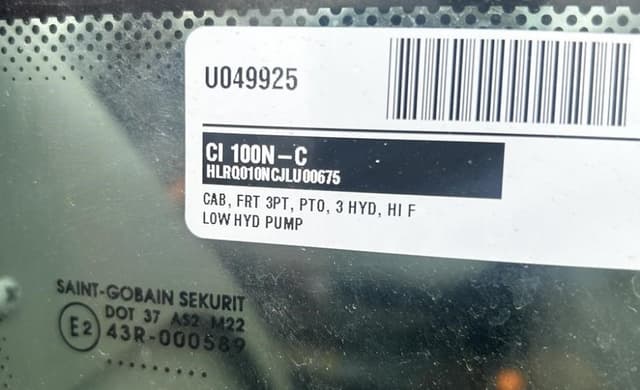 U049925
CI 100N-C
HLRQ010NCJLU00675
CAB, FRT 3PT, PTO, 3 HYD, HI F
LOW HYD PUMP
SAINT-GOBAIN SEKURIT
DOT 37 AS2 M22
E2 43R-000589